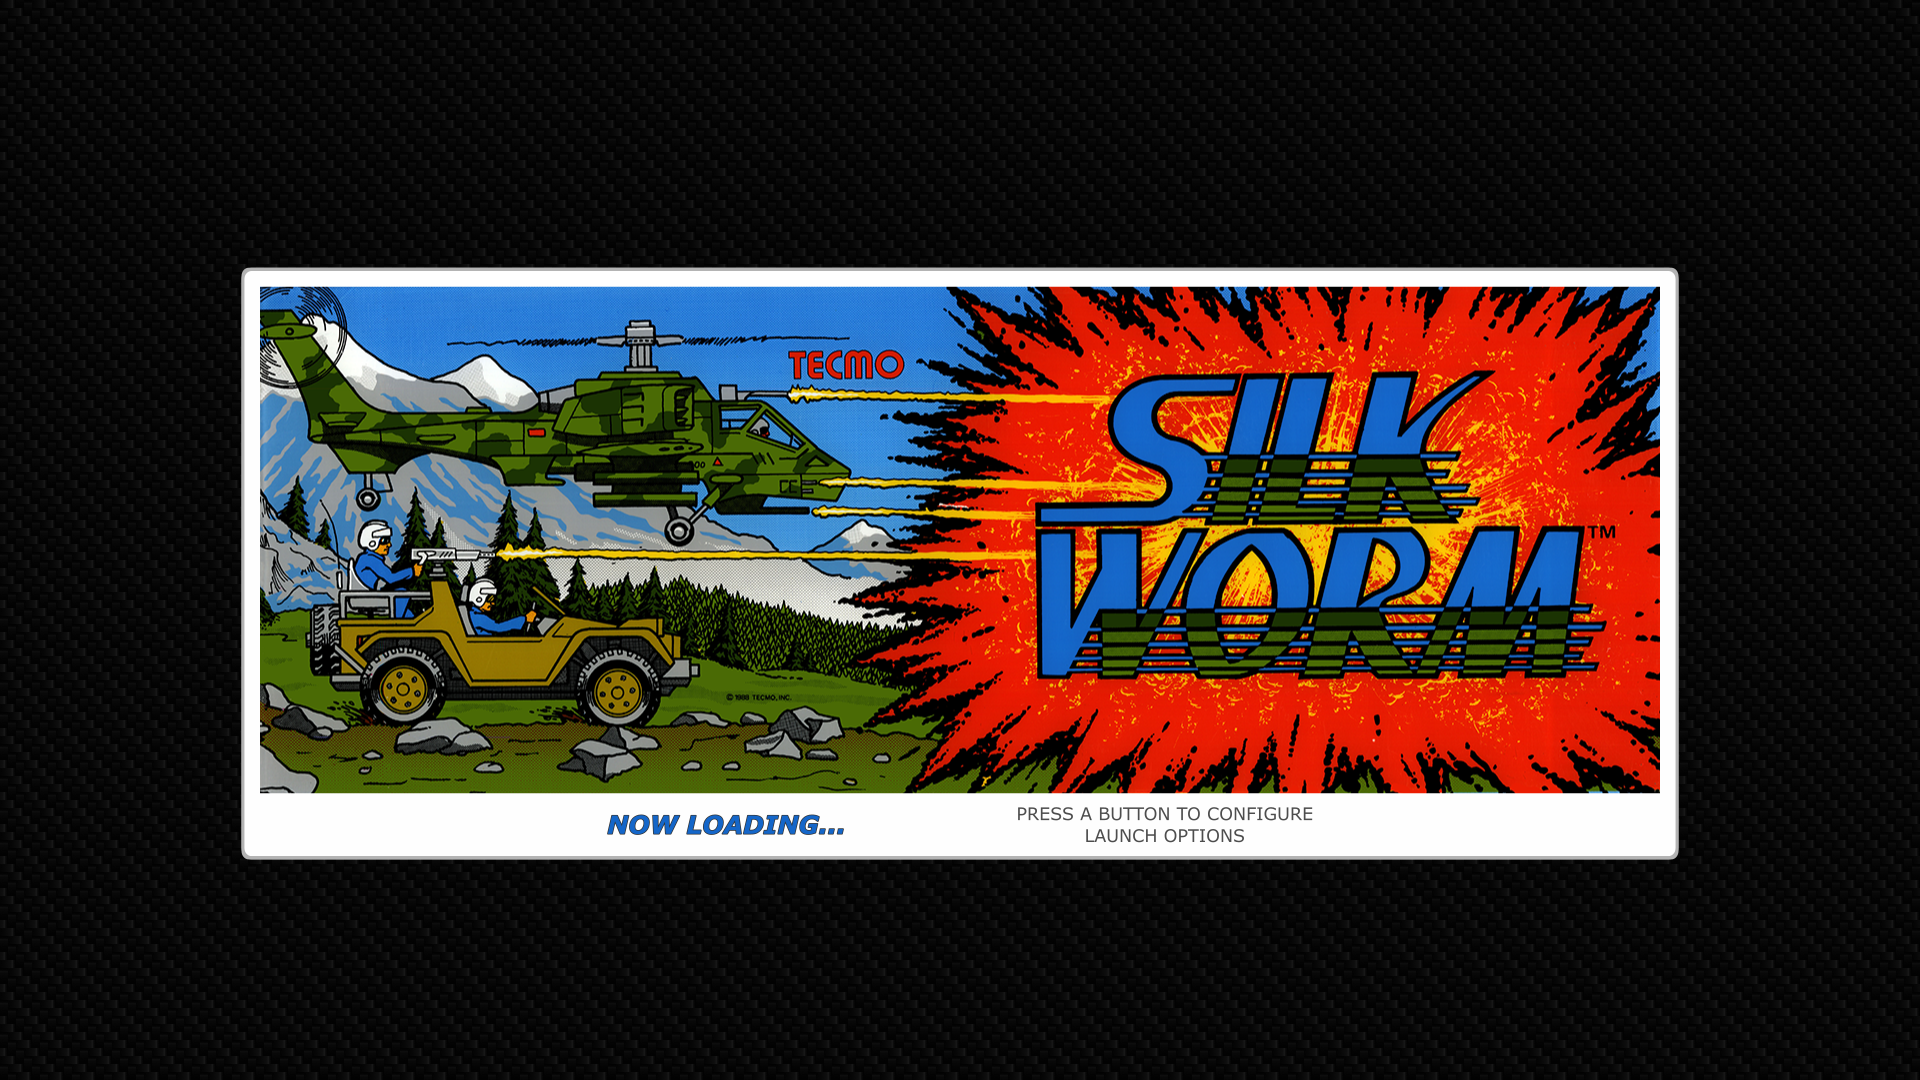 TECMO
SILK
WORM™
© 1988 TECMO, INC.
NOW LOADING...
PRESS A BUTTON TO CONFIGURE
LAUNCH OPTIONS